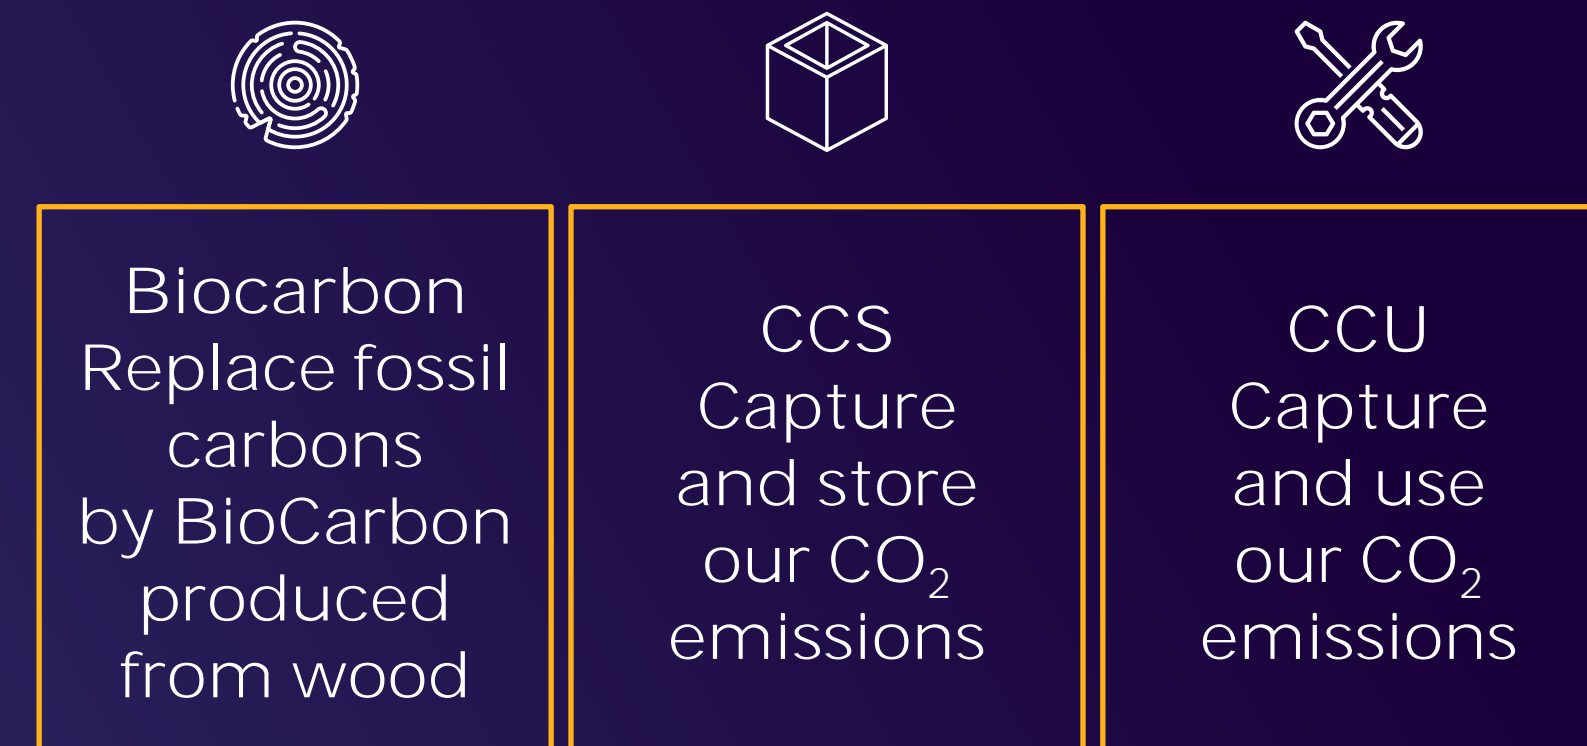 Biocarbon
Replace fossil
carbons
by BioCarbon
produced
from wood
CCS
Capture
and store
our CO₂
emissions
CCU
Capture
and use
our CO₂
emissions